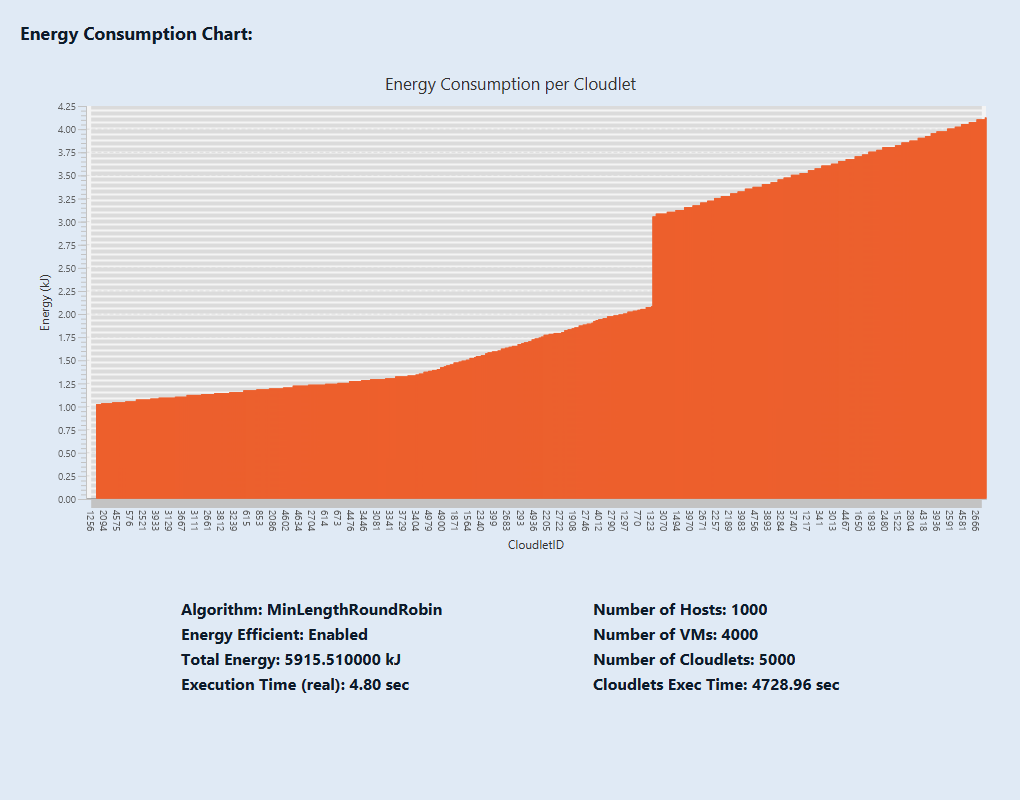 Energy Consumption Chart:
Energy Consumption per Cloudlet
4.25
4.00
3.75
3.50
3.25
3.00
2.75
2.50
2.25
2.00
1.75
1.50
1.25
1.00
0.75
0.50
0.25
0.00
Energy (kJ)
1256 2094 4575 576 2521 3933 3129 3667 3111 2661 3812 3239 615 853 2086 4602 4634 2704 614 673 4476 4446 3081 3341 3729 3404 4979 4900 1871 1564 2340 399 2683 293 4936 2205 2722 1908 2746 4012 2790 1297 770 1323 3070 1494 3970 2671 2257 2189 3983 4756 3893 3284 3740 1217 341 3013 4467 1650 1893 2480 1522 2804 4318 3936 2591 4581 2666
CloudletID
Algorithm: MinLengthRoundRobin
Energy Efficient: Enabled
Total Energy: 5915.510000 kJ
Execution Time (real): 4.80 sec
Number of Hosts: 1000
Number of VMs: 4000
Number of Cloudlets: 5000
Cloudlets Exec Time: 4728.96 sec